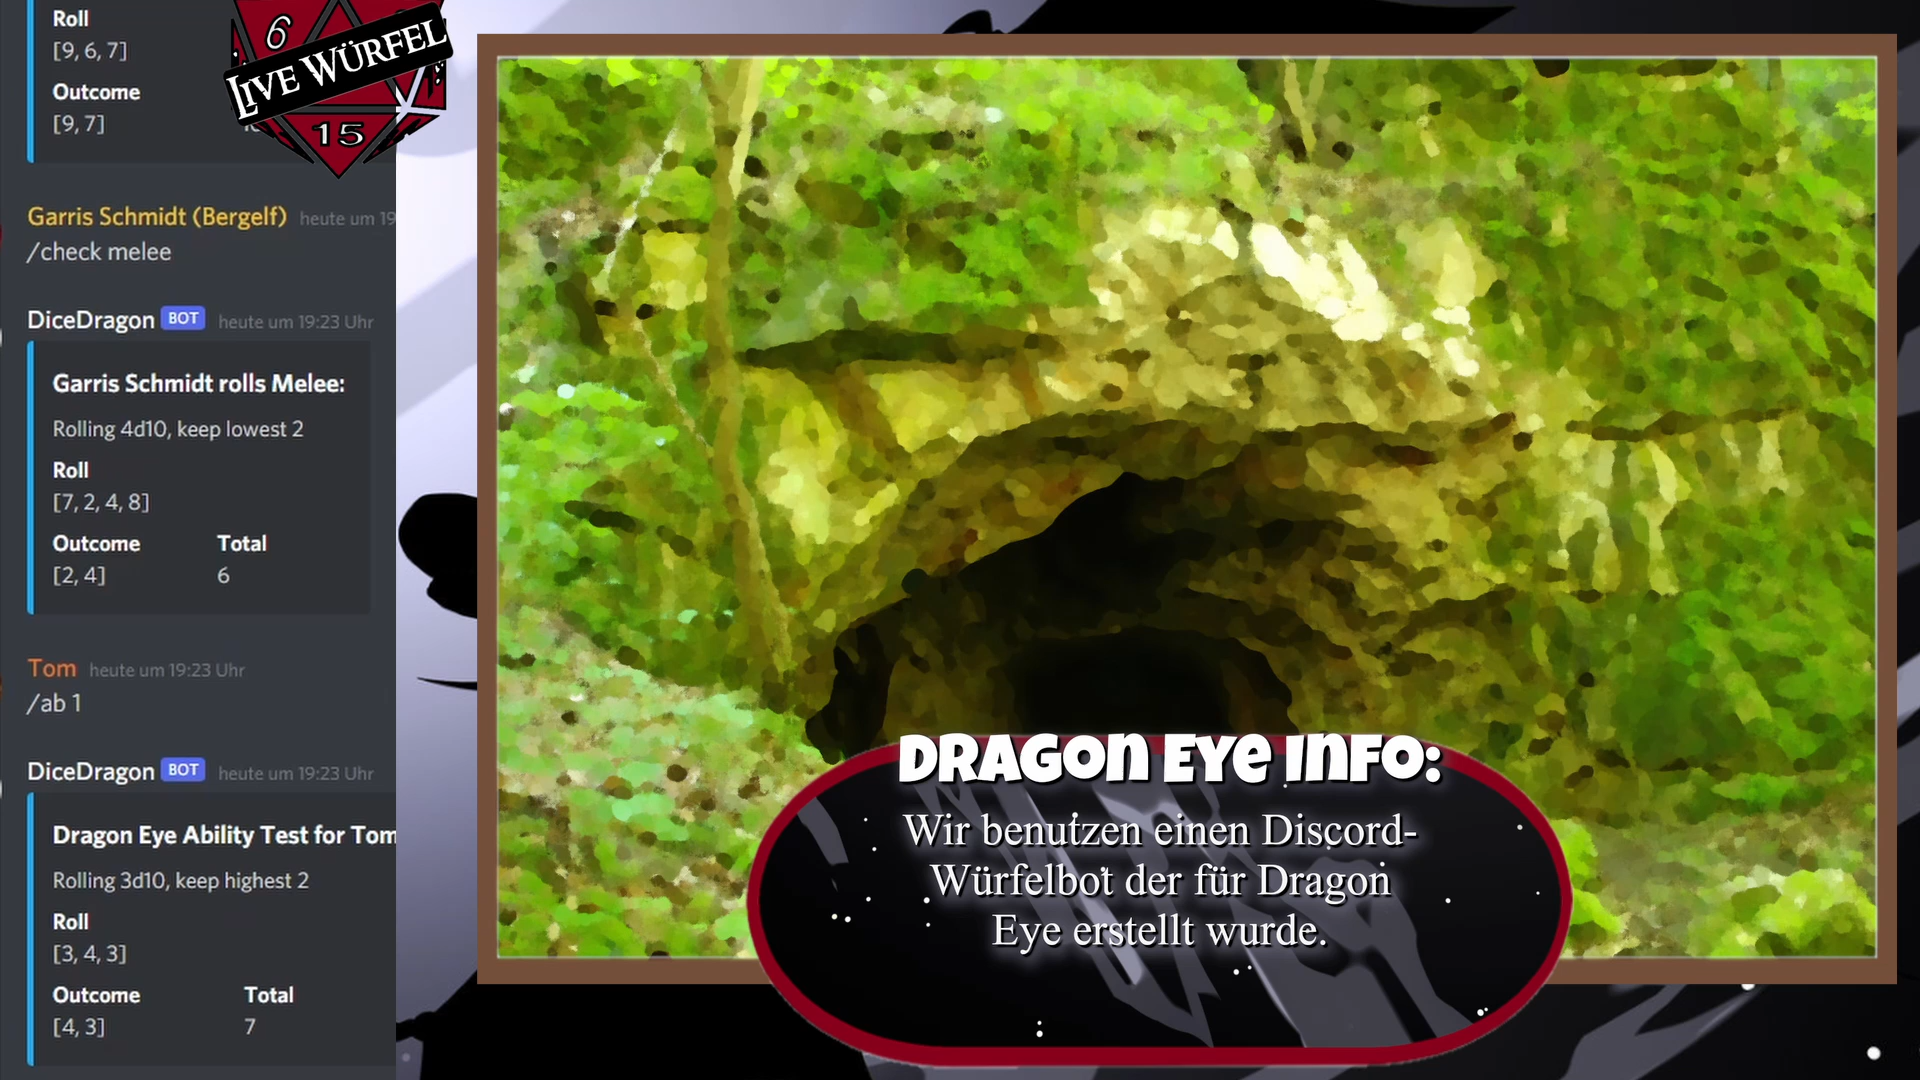 Roll
[9, 6, 7]
Outcome
[9, 7]
6
LIVE WÜRFEL
15
Garris Schmidt (Bergelf) heute um 19
/check melee
DiceDragon BOT heute um 19:23 Uhr
Garris Schmidt rolls Melee:
Rolling 4d10, keep lowest 2
Roll
[7, 2, 4, 8]
Outcome Total
[2, 4] 6
Tom heute um 19:23 Uhr
/ab 1
DiceDragon BOT heute um 19:23 Uhr
Dragon Eye Ability Test for Tom
Rolling 3d10, keep highest 2
Roll
[3, 4, 3]
Outcome Total
[4, 3] 7
DRAGON EYE INFO:
Wir benutzen einen Discord-
Würfelbot der für Dragon
Eye erstellt wurde.